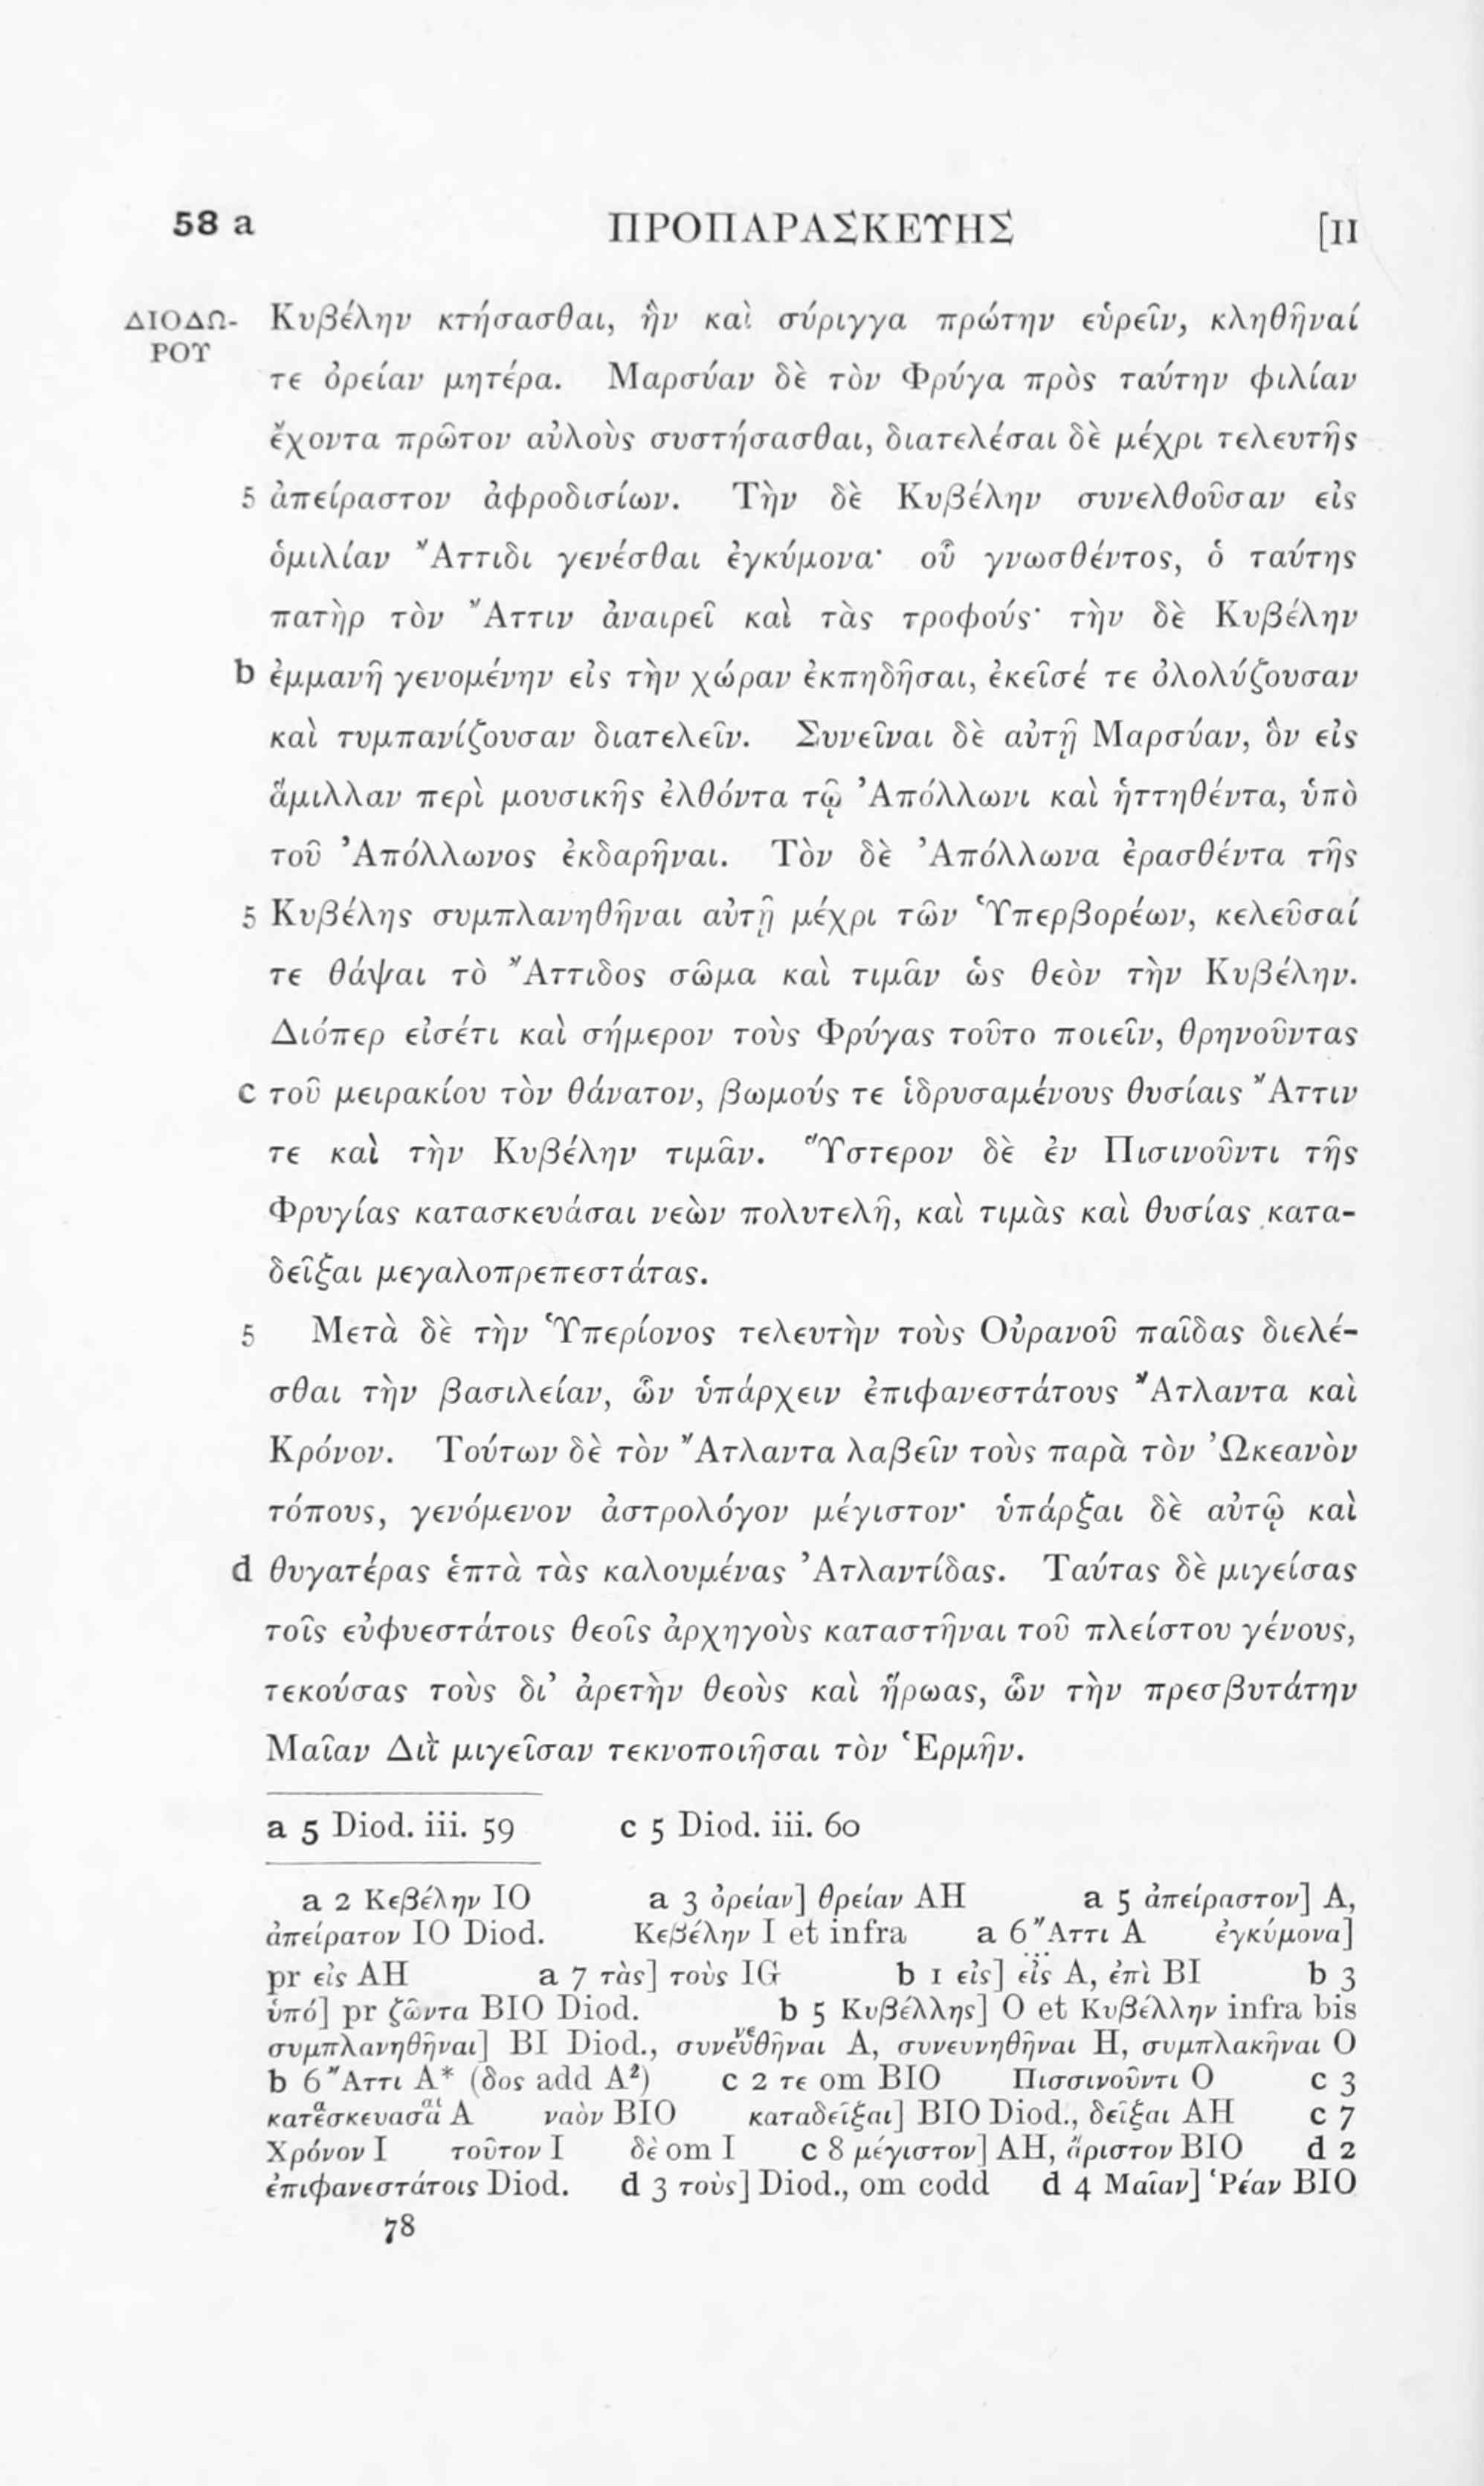 58 a ΠΡΟΠΑΡΑΣΚΕΥΗΣ [II
ΔΙΟΔΩ- Κυβέλην κτήσασθαι, ἣν καὶ σύριγγα πρώτην εὑρεῖν, κληθῆναί
ΡΟΥ
τε ὀρείαν μητέρα. Μαρσύαν δὲ τὸν Φρύγα πρὸς ταύτην φιλίαν
ἔχοντα πρῶτον αὐλοὺς συστήσασθαι, διατελέσαι δὲ μέχρι τελευτῆς
5 ἀπείραστον ἀφροδισίων. Τὴν δὲ Κυβέλην συνελθοῦσαν εἰς
ὁμιλίαν Ἄττιδι γενέσθαι ἐγκύμονα· οὗ γνωσθέντος, ὁ ταύτης
πατὴρ τὸν Ἄττιν ἀναιρεῖ καὶ τὰς τροφούς· τὴν δὲ Κυβέλην
b ἐμμανῆ γενομένην εἰς τὴν χώραν ἐκπηδῆσαι, ἐκεῖσέ τε ὀλολύζουσαν
καὶ τυμπανίζουσαν διατελεῖν. Συνεῖναι δὲ αὐτῇ Μαρσύαν, ὃν εἰς
ἅμιλλαν περὶ μουσικῆς ἐλθόντα τῷ Ἀπόλλωνι καὶ ἡττηθέντα, ὑπὸ
τοῦ Ἀπόλλωνος ἐκδαρῆναι. Τὸν δὲ Ἀπόλλωνα ἐρασθέντα τῆς
5 Κυβέλης συμπλανηθῆναι αὐτῇ μέχρι τῶν Ὑπερβορέων, κελεῦσαί
τε θάψαι τὸ Ἄττιδος σῶμα καὶ τιμᾶν ὡς θεὸν τὴν Κυβέλην.
Διόπερ εἰσέτι καὶ σήμερον τοὺς Φρύγας τοῦτο ποιεῖν, θρηνοῦντας
c τοῦ μειρακίου τὸν θάνατον, βωμούς τε ἱδρυσαμένους θυσίαις Ἄττιν
τε καὶ τὴν Κυβέλην τιμᾶν. Ὕστερον δὲ ἐν Πισινοῦντι τῆς
Φρυγίας κατασκευάσαι νεὼν πολυτελῆ, καὶ τιμὰς καὶ θυσίας κατα-
δεῖξαι μεγαλοπρεπεστάτας.
5 Μετὰ δὲ τὴν Ὑπερίονος τελευτὴν τοὺς Οὐρανοῦ παῖδας διελέ-
σθαι τὴν βασιλείαν, ὧν ὑπάρχειν ἐπιφανεστάτους Ἄτλαντα καὶ
Κρόνον. Τούτων δὲ τὸν Ἄτλαντα λαβεῖν τοὺς παρὰ τὸν Ὠκεανὸν
τόπους, γενόμενον ἀστρολόγον μέγιστον· ὑπάρξαι δὲ αὐτῷ καὶ
d θυγατέρας ἑπτὰ τὰς καλουμένας Ἀτλαντίδας. Ταύτας δὲ μιγείσας
τοῖς εὐφυεστάτοις θεοῖς ἀρχηγοὺς καταστῆναι τοῦ πλείστου γένους,
τεκούσας τοὺς δι’ ἀρετὴν θεοὺς καὶ ἥρωας, ὧν τὴν πρεσβυτάτην
Μαῖαν Διῒ μιγεῖσαν τεκνοποιῆσαι τὸν Ἑρμῆν.
a 5 Diod. iii. 59 c 5 Diod. iii. 60
a 2 Κεβέλην IO a 3 ὀρείαν] θρείαν AH a 5 ἀπείραστον] A,
ἀπείρατον IO Diod. Κεβέλην I et infra a 6 Ἄττι A ἐγκύμονα]
pr εἰς AH a 7 τὰς] τοὺς IG b 1 εἰς] εἰς A, ἐπὶ BI b 3
ὑπό] pr ζῶντα BIO Diod. b 5 Κυβέλλης] O et Κυβέλλην infra bis
συμπλανηθῆναι] BI Diod., A, συνευνηθῆναι H, συμπλακῆναι O
b 6 Ἄττι A* (δος add A²) c 2 τε om BIO Πισσινοῦντι O c 3
A ναὸν BIO καταδεῖξαι] BIO Diod., δεῖξαι AH c 7
Χρόνον I τοῦτον I δὲ om I c 8 μέγιστον] AH, ἄριστον BIO d 2
ἐπιφανεστάτοις Diod. d 3 τοὺς] Diod., om codd d 4 Μαῖαν] Ῥέαν BIO
78